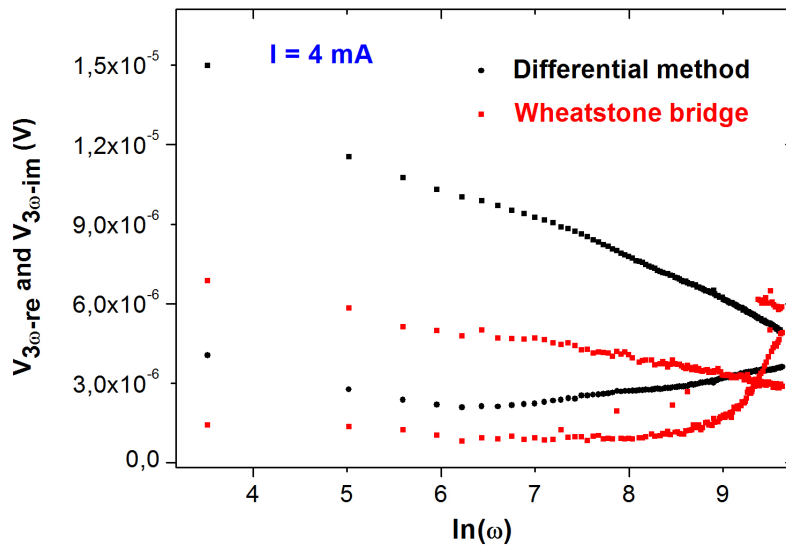 I = 4 mA
Differential method
Wheatstone bridge
1,5x10⁻⁵
1,2x10⁻⁵
9,0x10⁻⁶
6,0x10⁻⁶
3,0x10⁻⁶
0,0
V₃ω-re and V₃ω-im (V)
4 5 6 7 8 9
ln(ω)